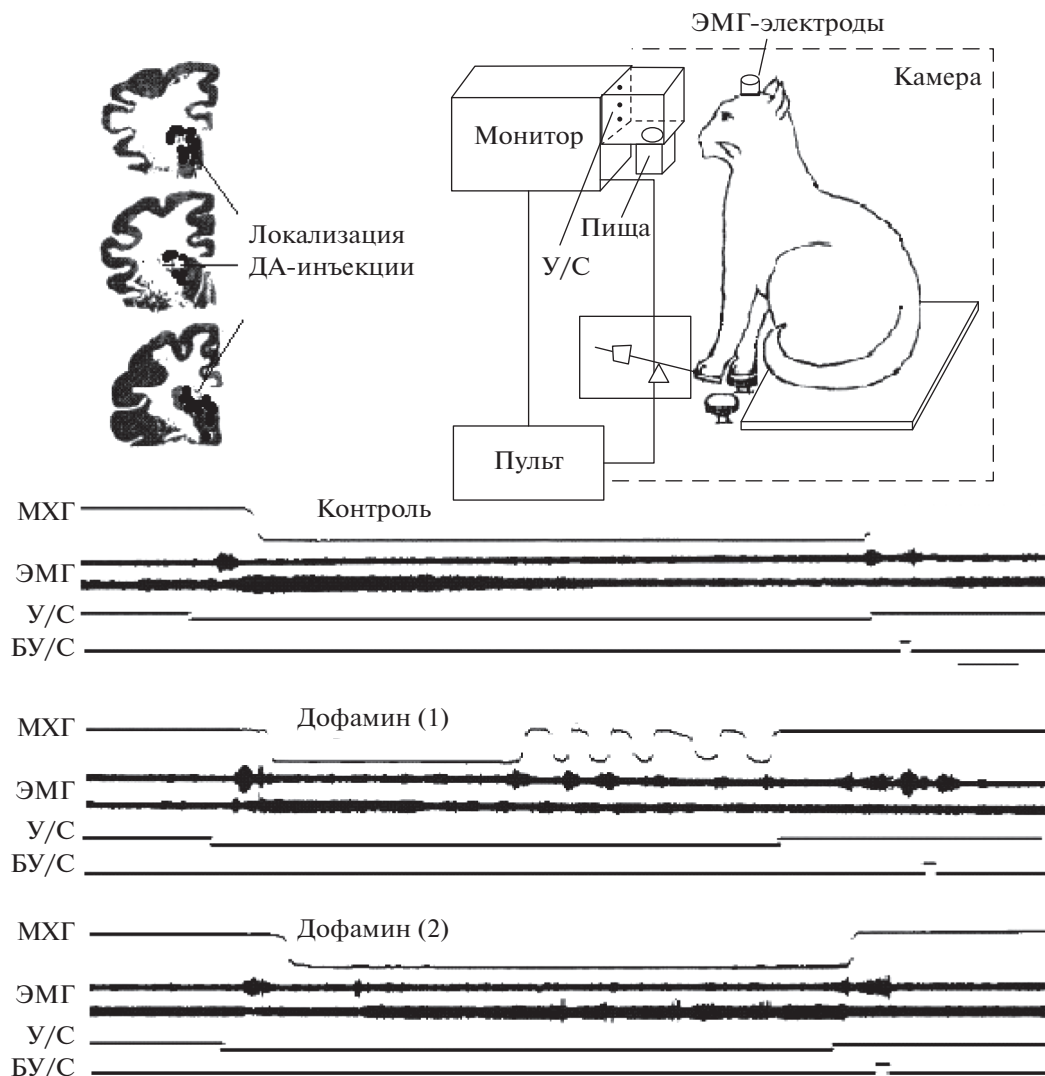 ЭМГ-электроды
Камера
Монитор
Пища
У/С
Локализация
ДА-инъекции
Пульт
МХГ
Контроль
ЭМГ
У/С
БУ/С
МХГ
Дофамин (1)
ЭМГ
У/С
БУ/С
МХГ
Дофамин (2)
ЭМГ
У/С
БУ/С